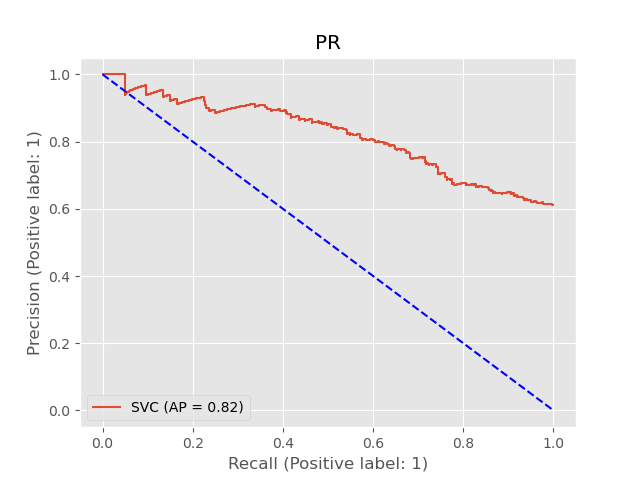 PR
Precision (Positive label: 1)
1.0
0.8
0.6
0.4
0.2
0.0
SVC (AP = 0.82)
0.0 0.2 0.4 0.6 0.8 1.0
Recall (Positive label: 1)